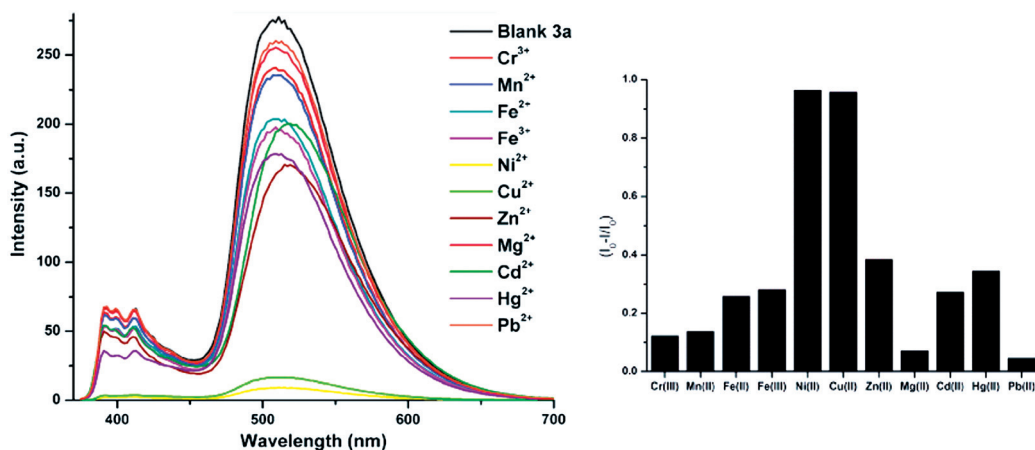 250
200
150
100
50
0
400
500
600
700
Intensity (a.u.)
Wavelength (nm)
Blank 3a
Cr³⁺
Mn²⁺
Fe²⁺
Fe³⁺
Ni²⁺
Cu²⁺
Zn²⁺
Mg²⁺
Cd²⁺
Hg²⁺
Pb²⁺
1.0
0.8
0.6
0.4
0.2
0.0
(I₀-I/I₀)
Cr(III) Mn(II) Fe(II) Fe(III) Ni(II) Cu(II) Zn(II) Mg(II) Cd(II) Hg(II) Pb(II)